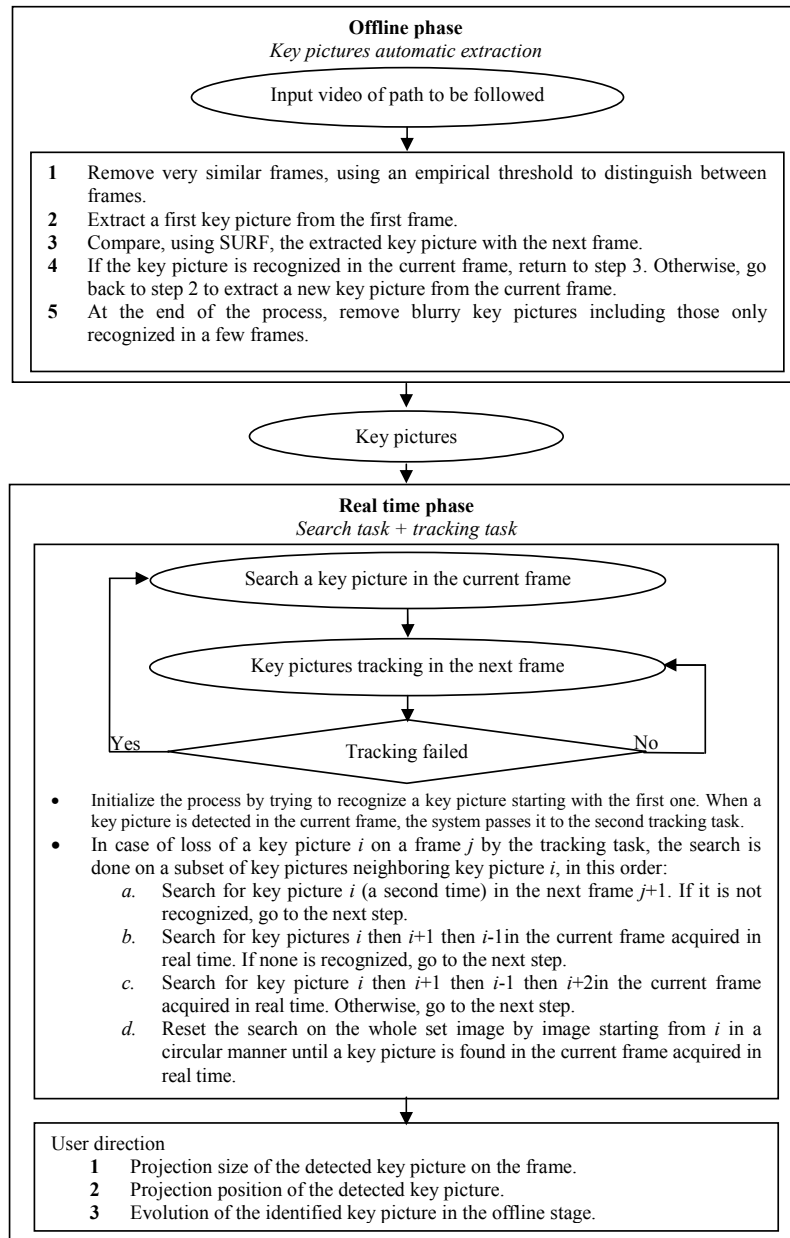 Offline phase
Key pictures automatic extraction
Input video of path to be followed
1 Remove very similar frames, using an empirical threshold to distinguish between
frames.
2 Extract a first key picture from the first frame.
3 Compare, using SURF, the extracted key picture with the next frame.
4 If the key picture is recognized in the current frame, return to step 3. Otherwise, go
back to step 2 to extract a new key picture from the current frame.
5 At the end of the process, remove blurry key pictures including those only
recognized in a few frames.
Key pictures
Real time phase
Search task + tracking task
Search a key picture in the current frame
Key pictures tracking in the next frame
Yes
Tracking failed
No
• Initialize the process by trying to recognize a key picture starting with the first one. When a
key picture is detected in the current frame, the system passes it to the second tracking task.
• In case of loss of a key picture i on a frame j by the tracking task, the search is
done on a subset of key pictures neighboring key picture i, in this order:
a. Search for key picture i (a second time) in the next frame j+1. If it is not
recognized, go to the next step.
b. Search for key pictures i then i+1 then i-1in the current frame acquired in
real time. If none is recognized, go to the next step.
c. Search for key picture i then i+1 then i-1 then i+2in the current frame
acquired in real time. Otherwise, go to the next step.
d. Reset the search on the whole set image by image starting from i in a
circular manner until a key picture is found in the current frame acquired in
real time.
User direction
1 Projection size of the detected key picture on the frame.
2 Projection position of the detected key picture.
3 Evolution of the identified key picture in the offline stage.